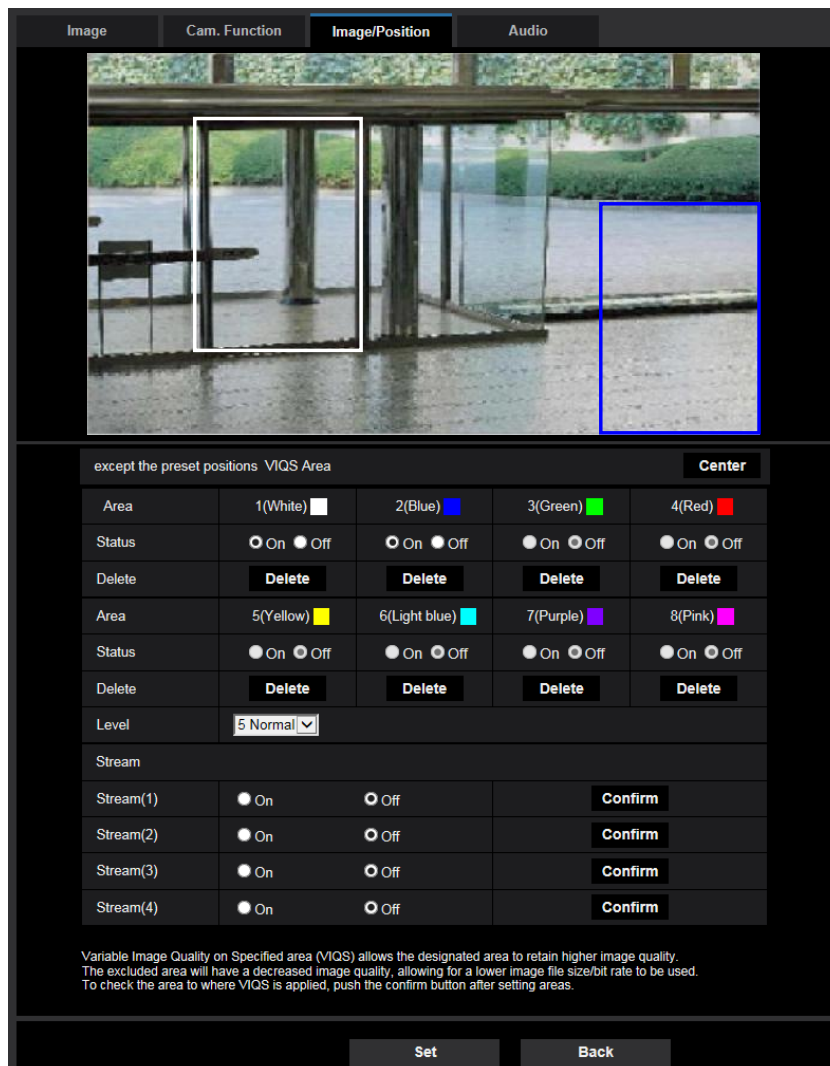 Image Cam. Function Image/Position Audio
except the preset positions VIQS Area Center
Area 1(White) 2(Blue) 3(Green) 4(Red)
Status On Off On Off On Off On Off
Delete Delete Delete Delete Delete
Area 5(Yellow) 6(Light blue) 7(Purple) 8(Pink)
Status On Off On Off On Off On Off
Delete Delete Delete Delete Delete
Level 5 Normal
Stream
Stream(1) On Off Confirm
Stream(2) On Off Confirm
Stream(3) On Off Confirm
Stream(4) On Off Confirm
Variable Image Quality on Specified area (VIQS) allows the designated area to retain higher image quality.
The excluded area will have a decreased image quality, allowing for a lower image file size/bit rate to be used.
To check the area to where VIQS is applied, push the confirm button after setting areas.
Set Back